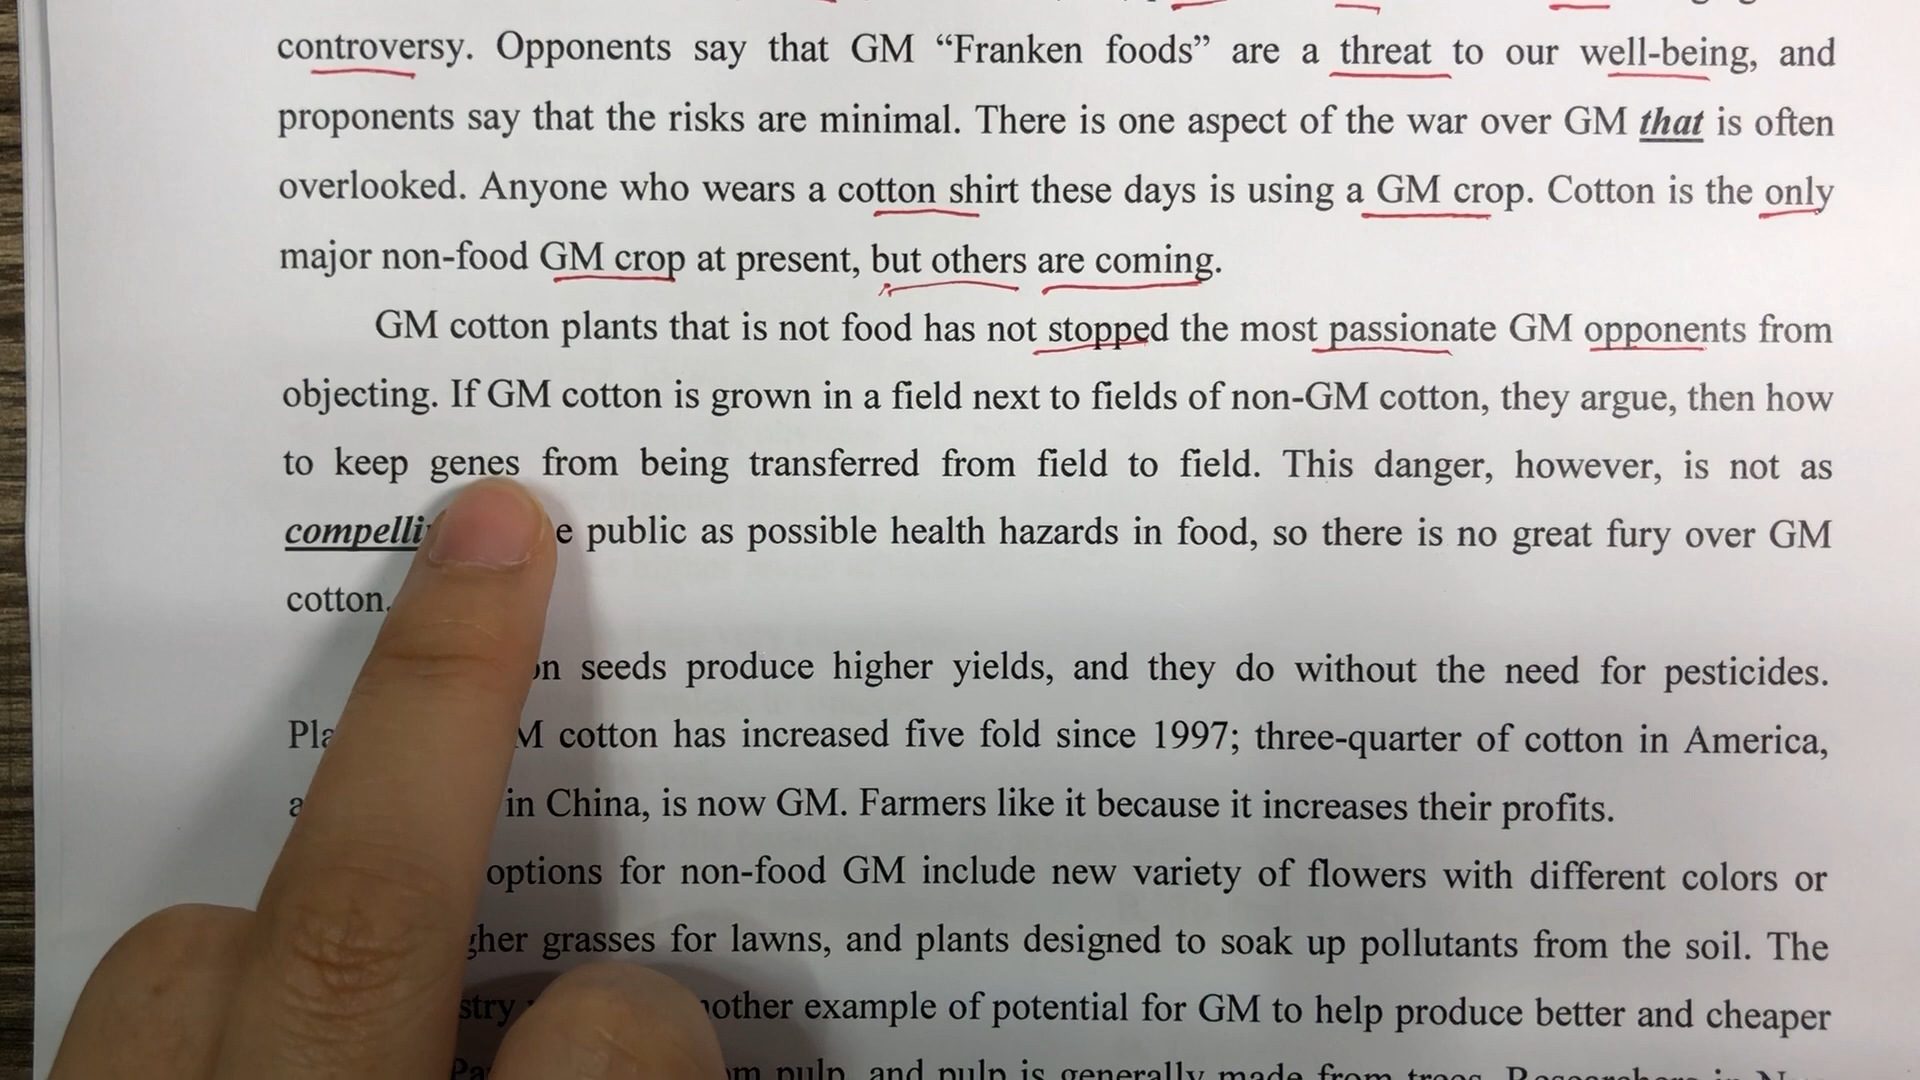 controversy. Opponents say that GM “Franken foods” are a threat to our well-being, and
proponents say that the risks are minimal. There is one aspect of the war over GM that is often
overlooked. Anyone who wears a cotton shirt these days is using a GM crop. Cotton is the only
major non-food GM crop at present, but others are coming.
GM cotton plants that is not food has not stopped the most passionate GM opponents from
objecting. If GM cotton is grown in a field next to fields of non-GM cotton, they argue, then how
to keep genes from being transferred from field to field. This danger, however, is not as
public as possible health hazards in food, so there is no great fury over GM
cotton.
seeds produce higher yields, and they do without the need for pesticides.
cotton has increased five fold since 1997; three-quarter of cotton in America,
in China, is now GM. Farmers like it because it increases their profits.
options for non-food GM include new variety of flowers with different colors or
grasses for lawns, and plants designed to soak up pollutants from the soil. The
example of potential for GM to help produce better and cheaper
pulp, and pulp is generally made from trees. Researchers in